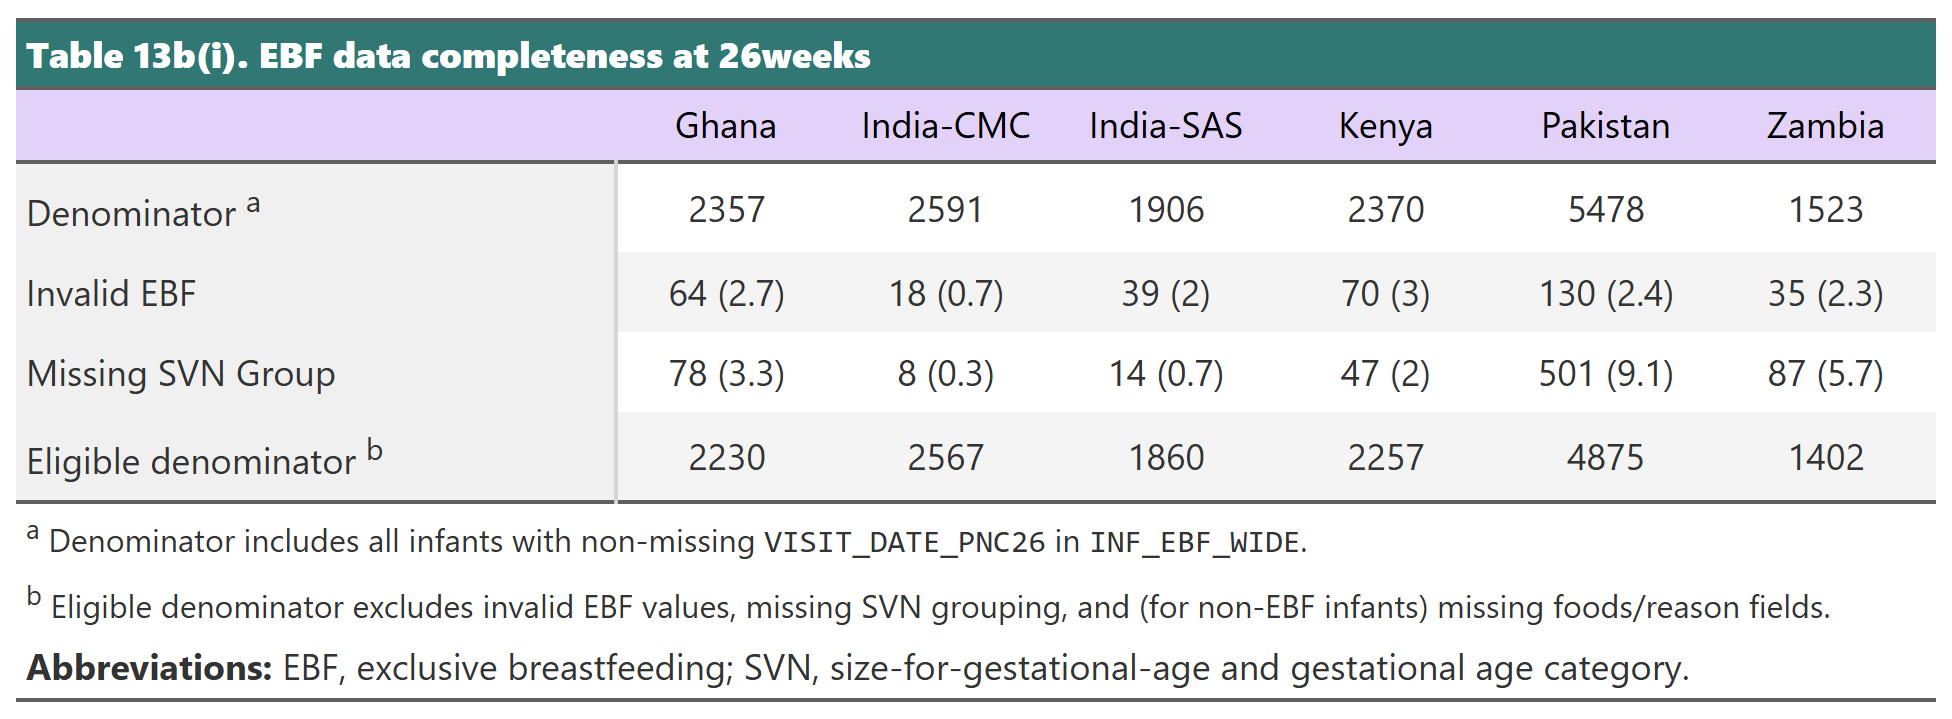 Table 13b(i). EBF data completeness at 26weeks
Ghana India-CMC India-SAS Kenya Pakistan Zambia
Denominator a 2357 2591 1906 2370 5478 1523
Invalid EBF 64 (2.7) 18 (0.7) 39 (2) 70 (3) 130 (2.4) 35 (2.3)
Missing SVN Group 78 (3.3) 8 (0.3) 14 (0.7) 47 (2) 501 (9.1) 87 (5.7)
Eligible denominator b 2230 2567 1860 2257 4875 1402
a Denominator includes all infants with non-missing VISIT_DATE_PNC26 in INF_EBF_WIDE.
b Eligible denominator excludes invalid EBF values, missing SVN grouping, and (for non-EBF infants) missing foods/reason fields.
Abbreviations: EBF, exclusive breastfeeding; SVN, size-for-gestational-age and gestational age category.